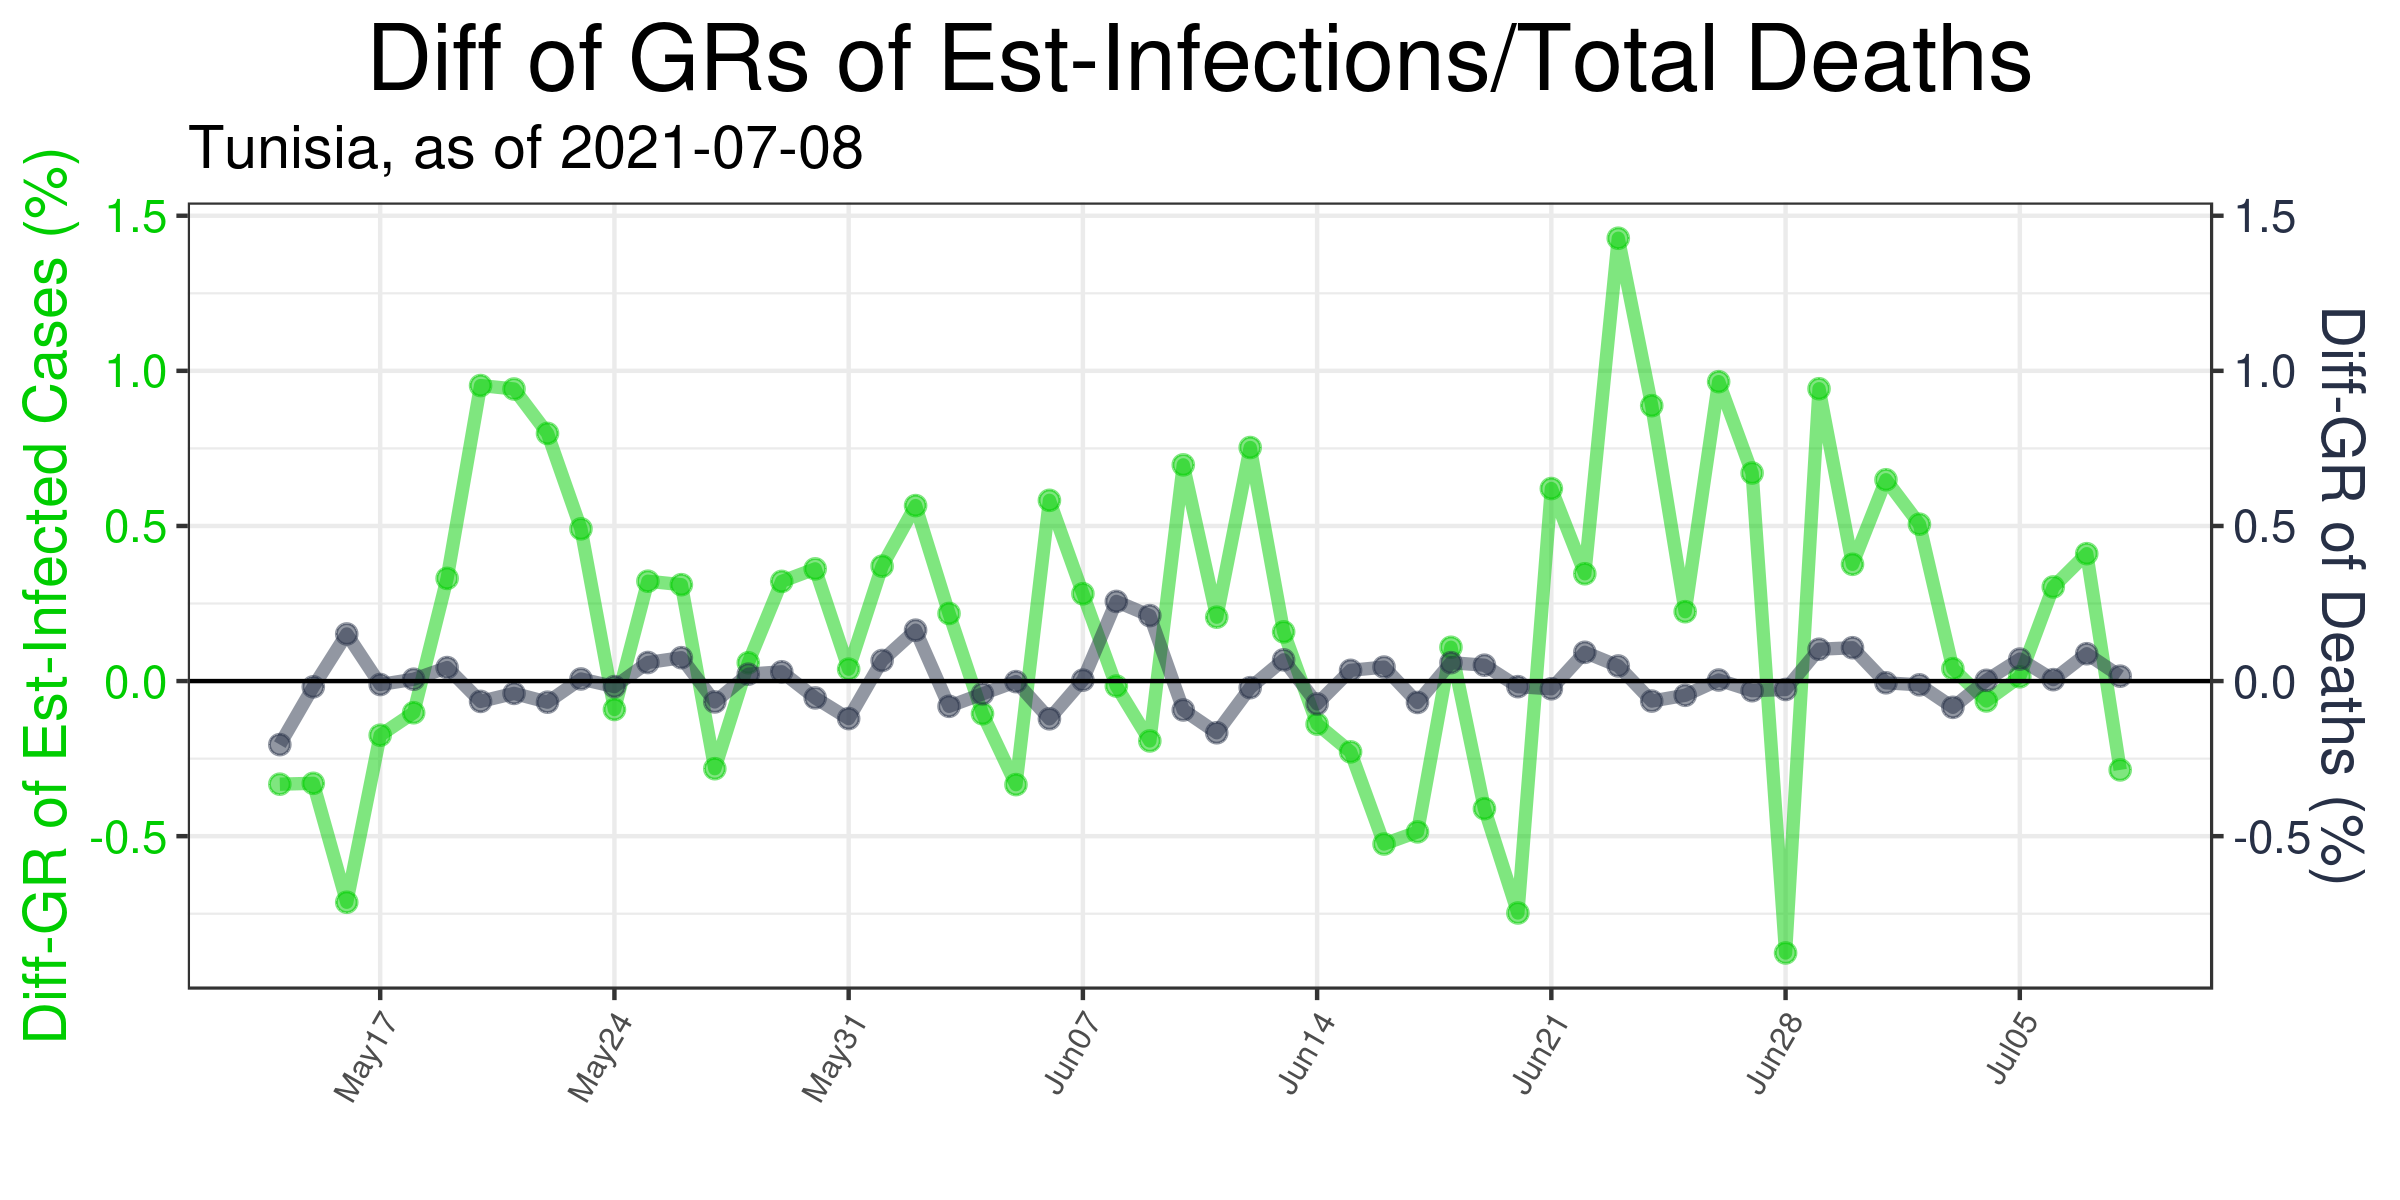 Diff of GRs of Est-Infections/Total Deaths
Tunisia, as of 2021-07-08
Diff-GR of Est-Infected Cases (%)
1.5
1.0
0.5
0.0
-0.5
1.5
1.0
0.5
0.0
-0.5
Diff-GR of Deaths (%)
May17
May24
May31
Jun07
Jun14
Jun21
Jun28
Jul05